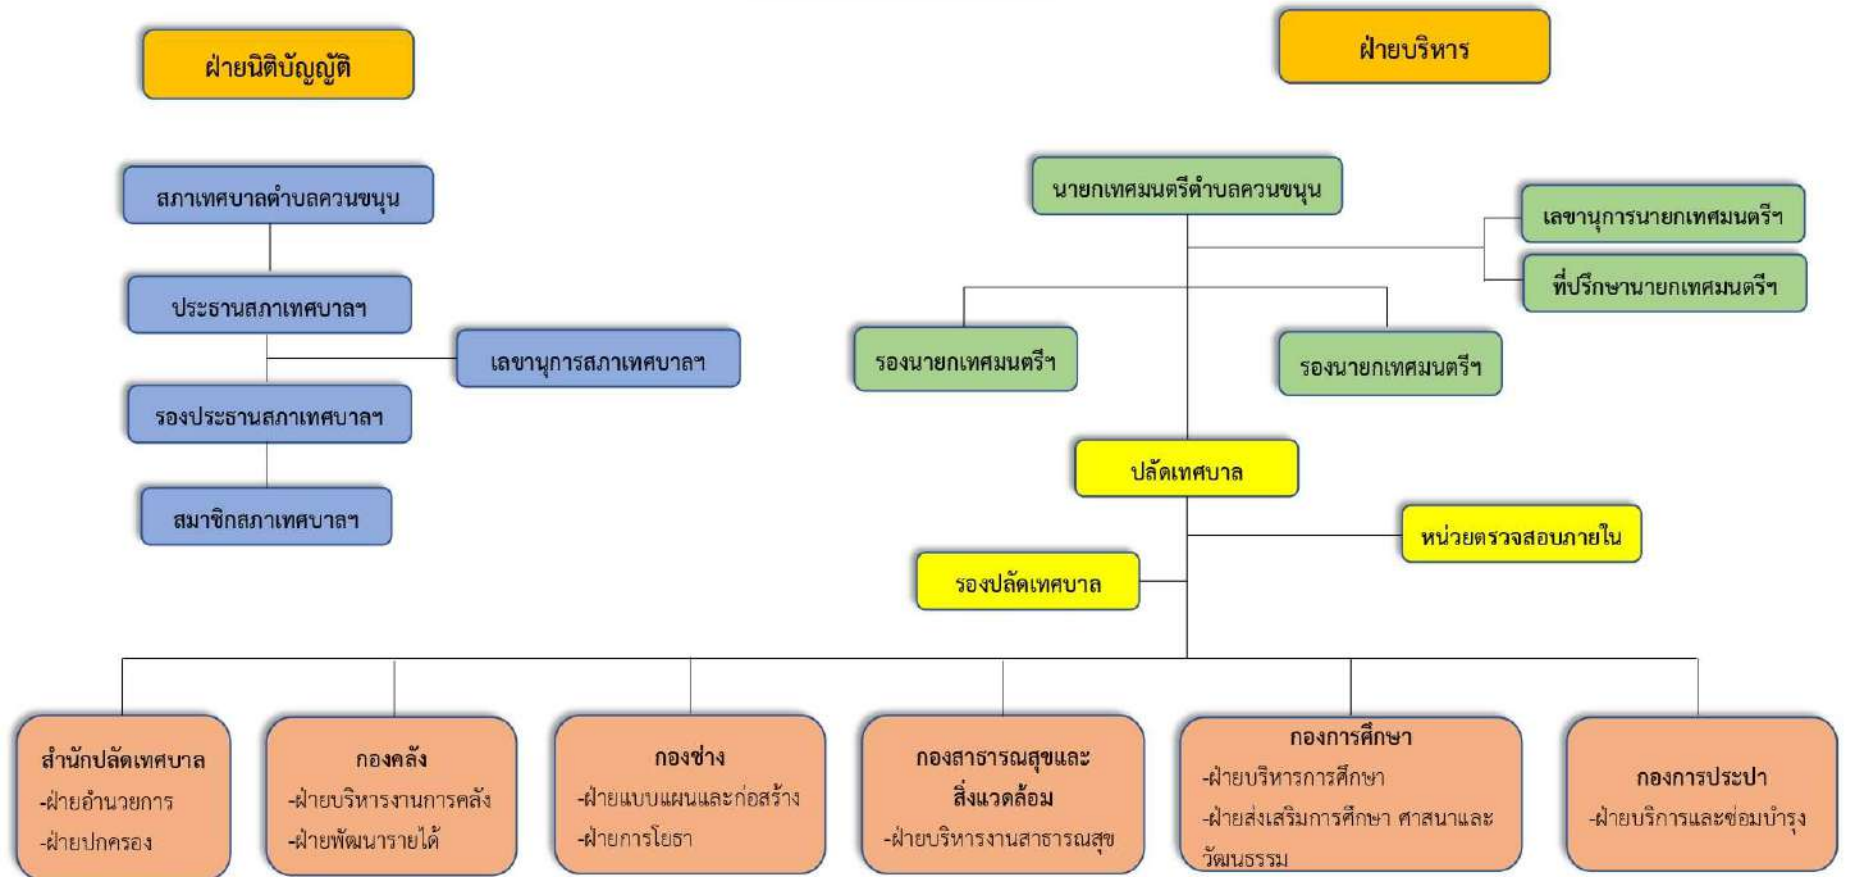 ฝ่ายนิติบัญญัติ
สภาเทศบาลตำบลควนขนุน
ประธานสภาเทศบาลฯ
เลขานุการสภาเทศบาลฯ
รองประธานสภาเทศบาลฯ
สมาชิกสภาเทศบาลฯ
ฝ่ายบริหาร
นายกเทศมนตรีตำบลควนขนุน
เลขานุการนายกเทศมนตรีฯ
ที่ปรึกษานายกเทศมนตรีฯ
รองนายกเทศมนตรีฯ
รองนายกเทศมนตรีฯ
ปลัดเทศบาล
หน่วยตรวจสอบภายใน
รองปลัดเทศบาล
สำนักปลัดเทศบาล
-ฝ่ายอำนวยการ
-ฝ่ายปกครอง
กองคลัง
-ฝ่ายบริหารงานการคลัง
-ฝ่ายพัฒนารายได้
กองช่าง
-ฝ่ายแบบแผนและก่อสร้าง
-ฝ่ายการโยธา
กองสาธารณสุขและ
สิ่งแวดล้อม
-ฝ่ายบริหารงานสาธารณสุข
กองการศึกษา
-ฝ่ายบริหารการศึกษา
-ฝ่ายส่งเสริมการศึกษา ศาสนาและ
วัฒนธรรม
กองการประปา
-ฝ่ายบริการและซ่อมบำรุง